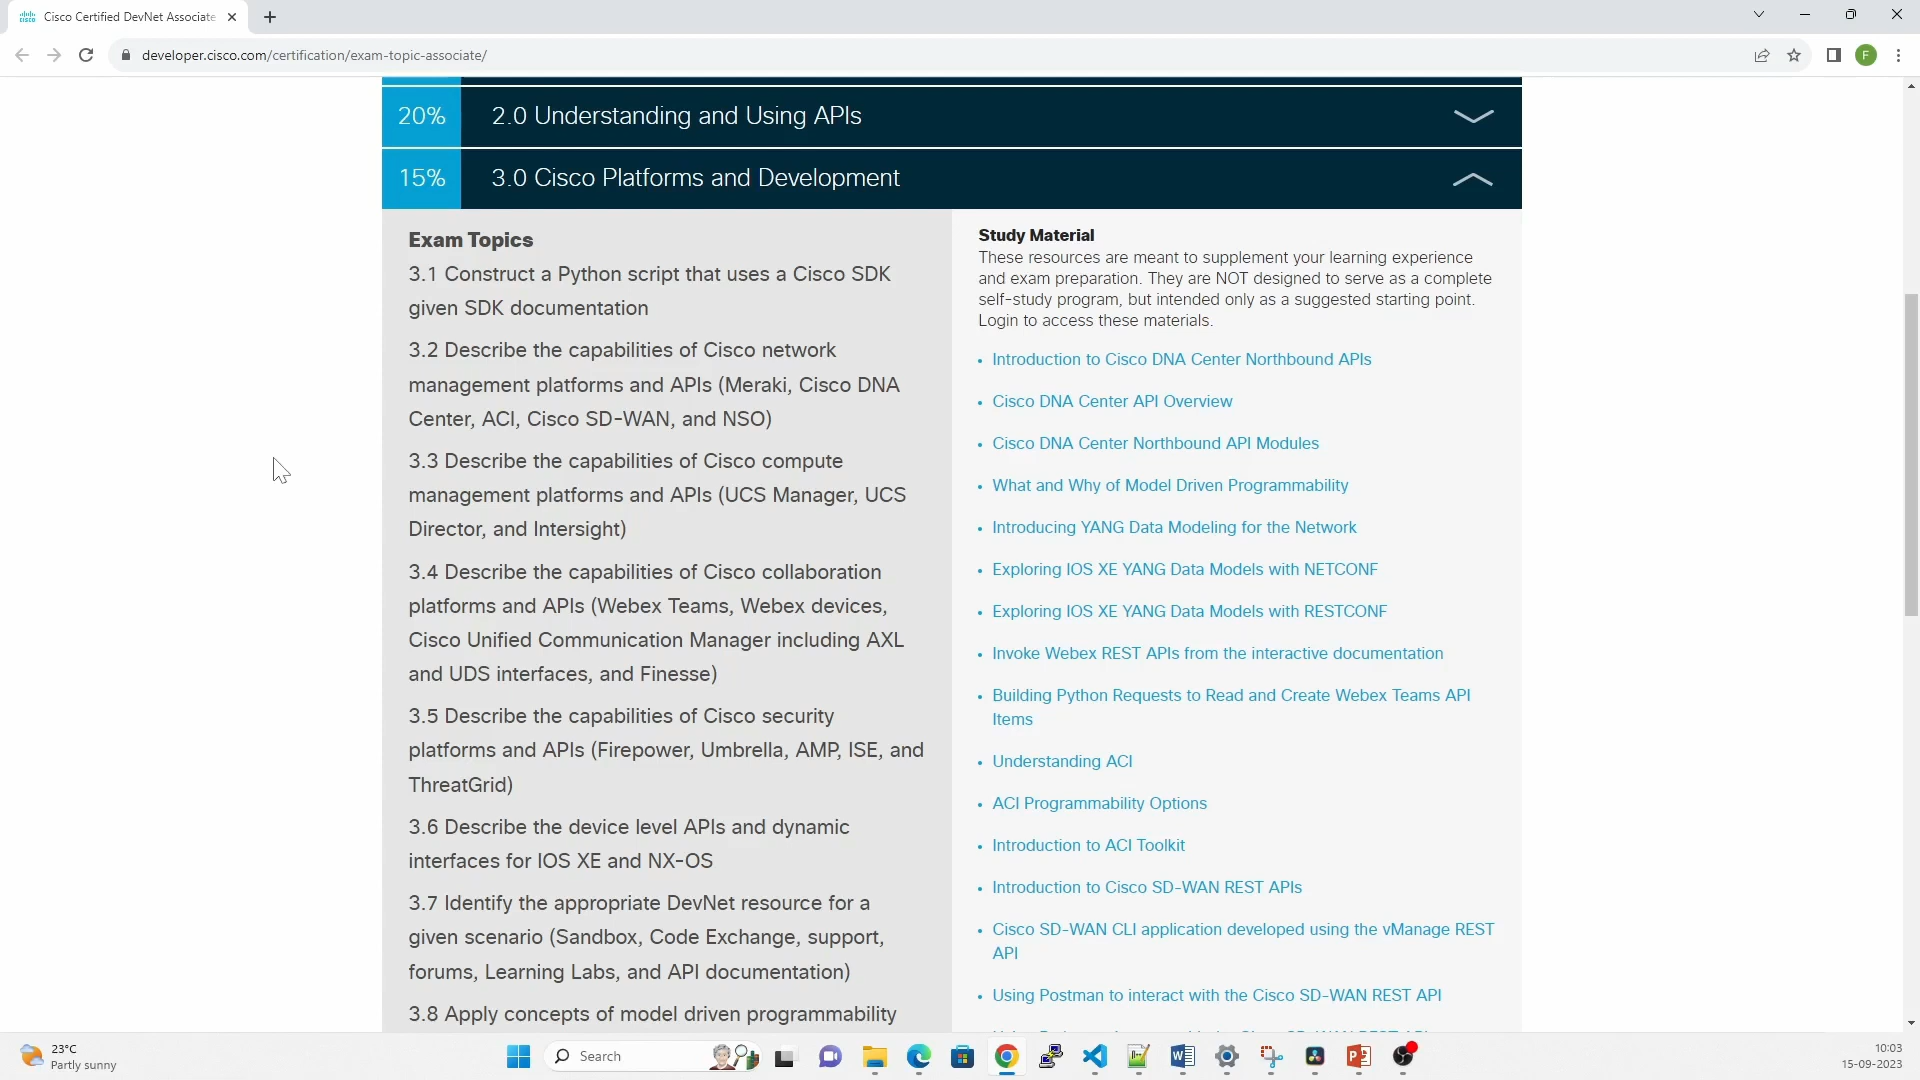 Cisco Certified DevNet Associate
developer.cisco.com/certification/exam-topic-associate/
F
20%
2.0 Understanding and Using APIs
15%
3.0 Cisco Platforms and Development
Exam Topics
3.1 Construct a Python script that uses a Cisco SDK
given SDK documentation
3.2 Describe the capabilities of Cisco network
management platforms and APIs (Meraki, Cisco DNA
Center, ACI, Cisco SD-WAN, and NSO)
3.3 Describe the capabilities of Cisco compute
management platforms and APIs (UCS Manager, UCS
Director, and Intersight)
3.4 Describe the capabilities of Cisco collaboration
platforms and APIs (Webex Teams, Webex devices,
Cisco Unified Communication Manager including AXL
and UDS interfaces, and Finesse)
3.5 Describe the capabilities of Cisco security
platforms and APIs (Firepower, Umbrella, AMP, ISE, and
ThreatGrid)
3.6 Describe the device level APIs and dynamic
interfaces for IOS XE and NX-OS
3.7 Identify the appropriate DevNet resource for a
given scenario (Sandbox, Code Exchange, support,
forums, Learning Labs, and API documentation)
3.8 Apply concepts of model driven programmability
Study Material
These resources are meant to supplement your learning experience
and exam preparation. They are NOT designed to serve as a complete
self-study program, but intended only as a suggested starting point.
Login to access these materials.
• Introduction to Cisco DNA Center Northbound APIs
• Cisco DNA Center API Overview
• Cisco DNA Center Northbound API Modules
• What and Why of Model Driven Programmability
• Introducing YANG Data Modeling for the Network
• Exploring IOS XE YANG Data Models with NETCONF
• Exploring IOS XE YANG Data Models with RESTCONF
• Invoke Webex REST APIs from the interactive documentation
• Building Python Requests to Read and Create Webex Teams API
Items
• Understanding ACI
• ACI Programmability Options
• Introduction to ACI Toolkit
• Introduction to Cisco SD-WAN REST APIs
• Cisco SD-WAN CLI application developed using the vManage REST
API
• Using Postman to interact with the Cisco SD-WAN REST API
23°C
Partly sunny
Search
10:03
15-09-2023